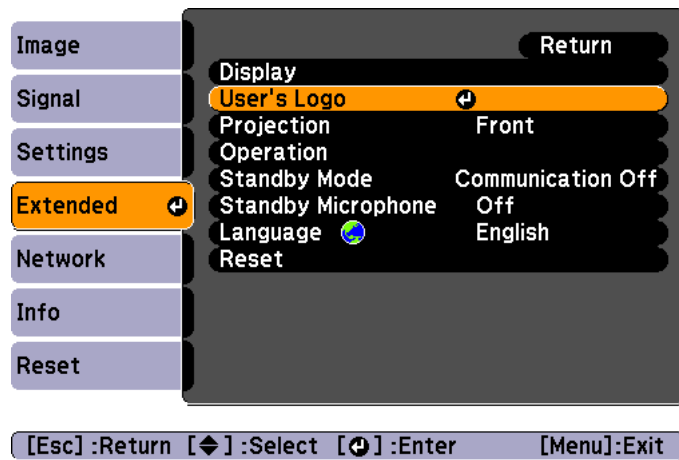 Image
Signal
Settings
Extended
Network
Info
Reset
Return
Display
User's Logo
Projection Front
Operation
Standby Mode Communication Off
Standby Microphone Off
Language English
Reset
[Esc] :Return [◆] :Select [⏎] :Enter [Menu]:Exit